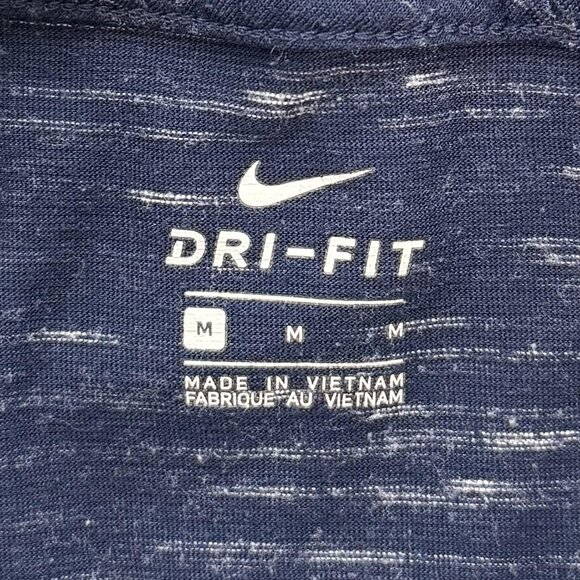 DRI-FIT
M M M
MADE IN VIETNAM
FABRIQUE AU VIETNAM